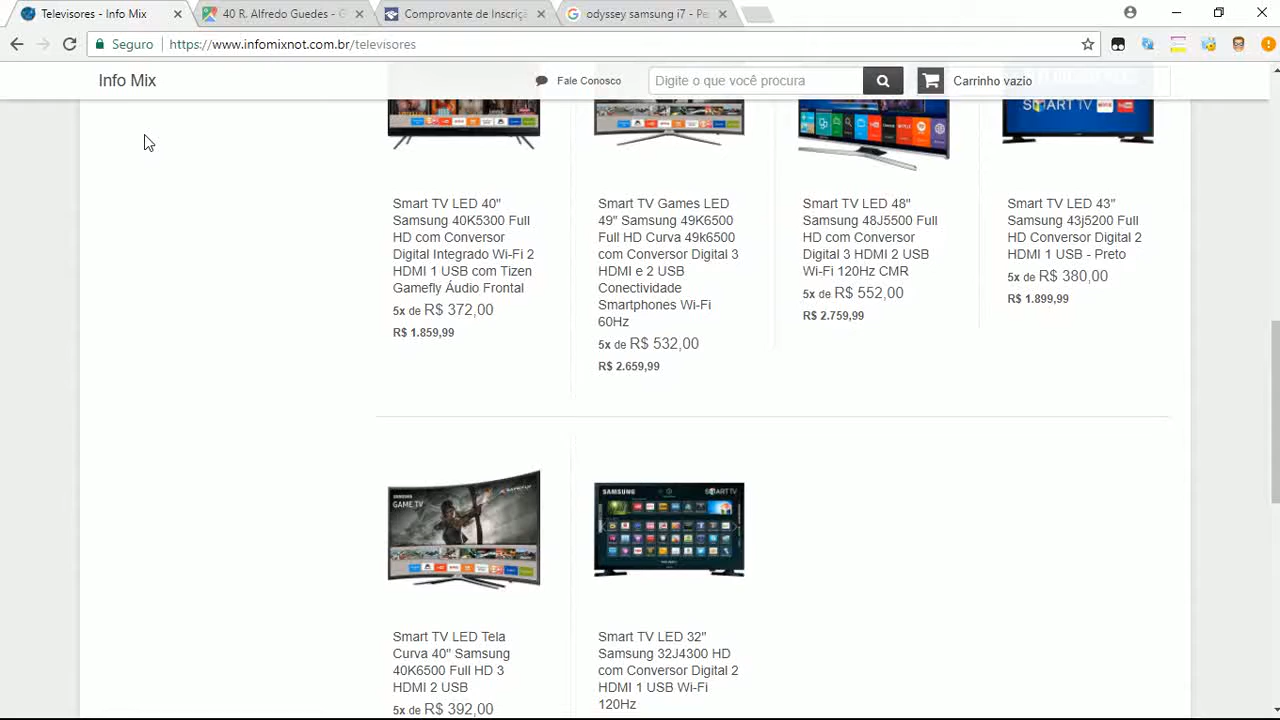 Televisores - Info Mix
40 R. Alfredo Guedes - G
Comprovante de Inscriç
odyssey samsung i7 - Pe
Seguro
https://www.infomixnot.com.br/televisores
Info Mix
Fale Conosco
Digite o que você procura
Carrinho vazio
SMART TV
Smart TV LED 40"
Samsung 40K5300 Full
HD com Conversor
Digital Integrado Wi-Fi 2
HDMI 1 USB com Tizen
Gamefly Áudio Frontal
5x de R$ 372,00
R$ 1.859,99
Smart TV Games LED
49" Samsung 49K6500
Full HD Curva 49k6500
com Conversor Digital 3
HDMI e 2 USB
Conectividade
Smartphones Wi-Fi
60Hz
5x de R$ 532,00
R$ 2.659,99
Smart TV LED 48"
Samsung 48J5500 Full
HD com Conversor
Digital 3 HDMI 2 USB
Wi-Fi 120Hz CMR
5x de R$ 552,00
R$ 2.759,99
Smart TV LED 43"
Samsung 43j5200 Full
HD Conversor Digital 2
HDMI 1 USB - Preto
5x de R$ 380,00
R$ 1.899,99
SAMSUNG
GAME TV
SAMSUNG
SMART TV
Smart TV LED Tela
Curva 40" Samsung
40K6500 Full HD 3
HDMI 2 USB
5x de R$ 392,00
Smart TV LED 32"
Samsung 32J4300 HD
com Conversor Digital 2
HDMI 1 USB Wi-Fi
120Hz